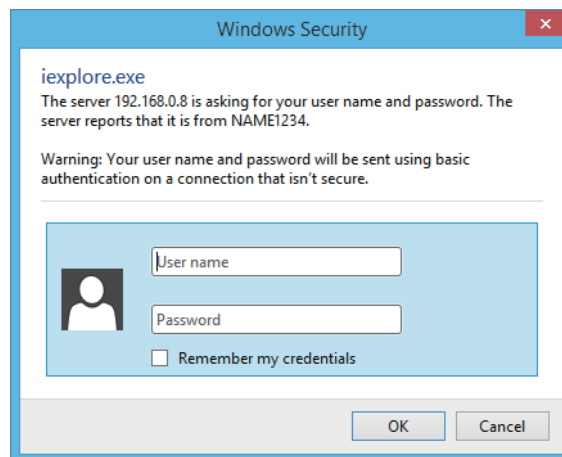 Windows Security
iexplore.exe
The server 192.168.0.8 is asking for your user name and password. The
server reports that it is from NAME1234.
Warning: Your user name and password will be sent using basic
authentication on a connection that isn't secure.
User name
Password
Remember my credentials
OK Cancel